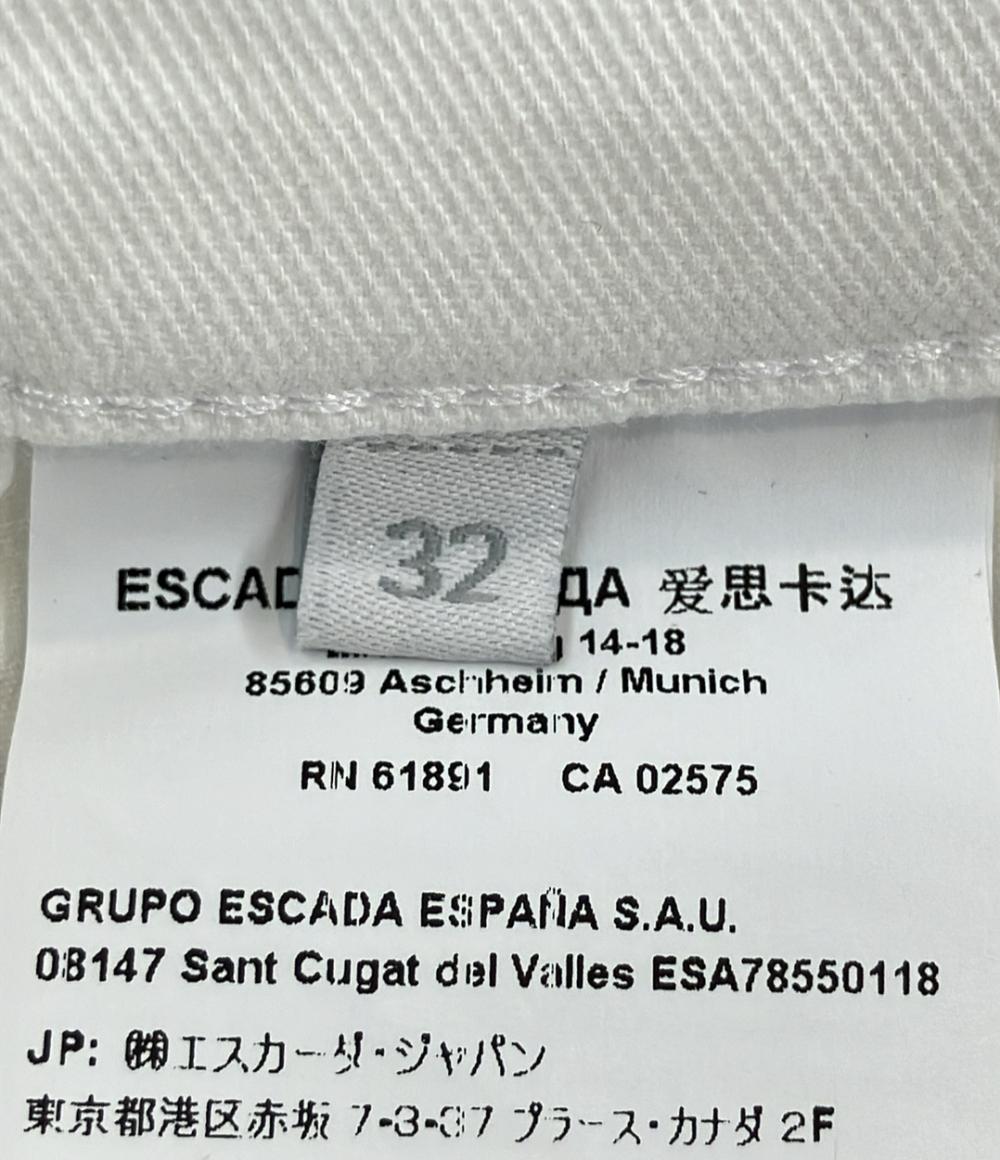 32
ESCAD ДА 爱思卡达
14-18
85609 Aschheim / Munich
Germany
RN 61891 CA 02575
GRUPO ESCADA ESPAÑA S.A.U.
08147 Sant Cugat del Valles ESA78550118
JP: ㈱エスカーダ・ジャパン
東京都港区赤坂 7-3-37 プラース・カナダ 2F